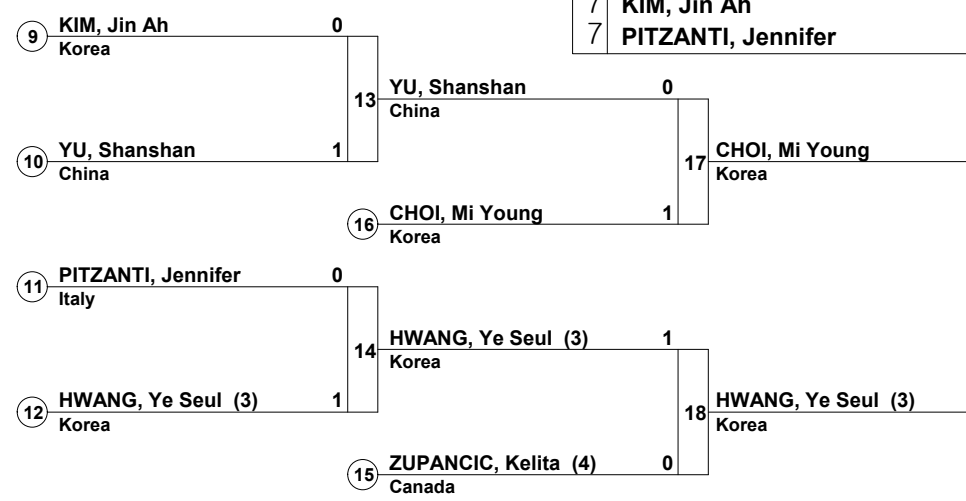 7 KIM, Jin Ah
7 PITZANTI, Jennifer
9 KIM, Jin Ah 0
Korea
13 YU, Shanshan 0
China
10 YU, Shanshan 1
China
17 CHOI, Mi Young
Korea
16 CHOI, Mi Young 1
Korea
11 PITZANTI, Jennifer 0
Italy
14 HWANG, Ye Seul (3) 1
Korea
12 HWANG, Ye Seul (3) 1
Korea
18 HWANG, Ye Seul (3)
Korea
15 ZUPANCIC, Kelita (4) 0
Canada